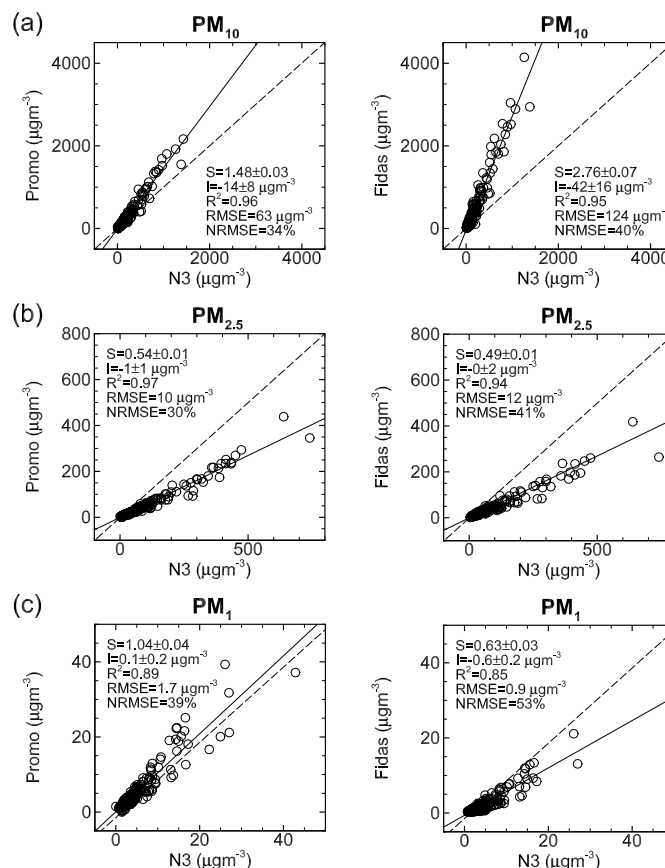 (a)
PM10
PM10
4000
2000
0
Promo (µgm-3)
S=1.48±0.03
I=-14±8 µgm-3
R2=0.96
RMSE=63 µgm-3
NRMSE=34%
0 2000 4000
N3 (µgm-3)
4000
2000
0
Fidas (µgm-3)
S=2.76±0.07
I=-42±16 µgm-3
R2=0.95
RMSE=124 µgm-3
NRMSE=40%
0 2000 4000
N3 (µgm-3)
(b)
PM2.5
PM2.5
800
600
400
200
0
Promo (µgm-3)
S=0.54±0.01
I=-1±1 µgm-3
R2=0.97
RMSE=10 µgm-3
NRMSE=30%
0 500
N3 (µgm-3)
800
600
400
200
0
Fidas (µgm-3)
S=0.49±0.01
I=-0±2 µgm-3
R2=0.94
RMSE=12 µgm-3
NRMSE=41%
0 500
N3 (µgm-3)
(c)
PM1
PM1
40
20
0
Promo (µgm-3)
S=1.04±0.04
I=0.1±0.2 µgm-3
R2=0.89
RMSE=1.7 µgm-3
NRMSE=39%
0 20 40
N3 (µgm-3)
40
20
0
Fidas (µgm-3)
S=0.63±0.03
I=-0.6±0.2 µgm-3
R2=0.85
RMSE=0.9 µgm-3
NRMSE=53%
0 20 40
N3 (µgm-3)